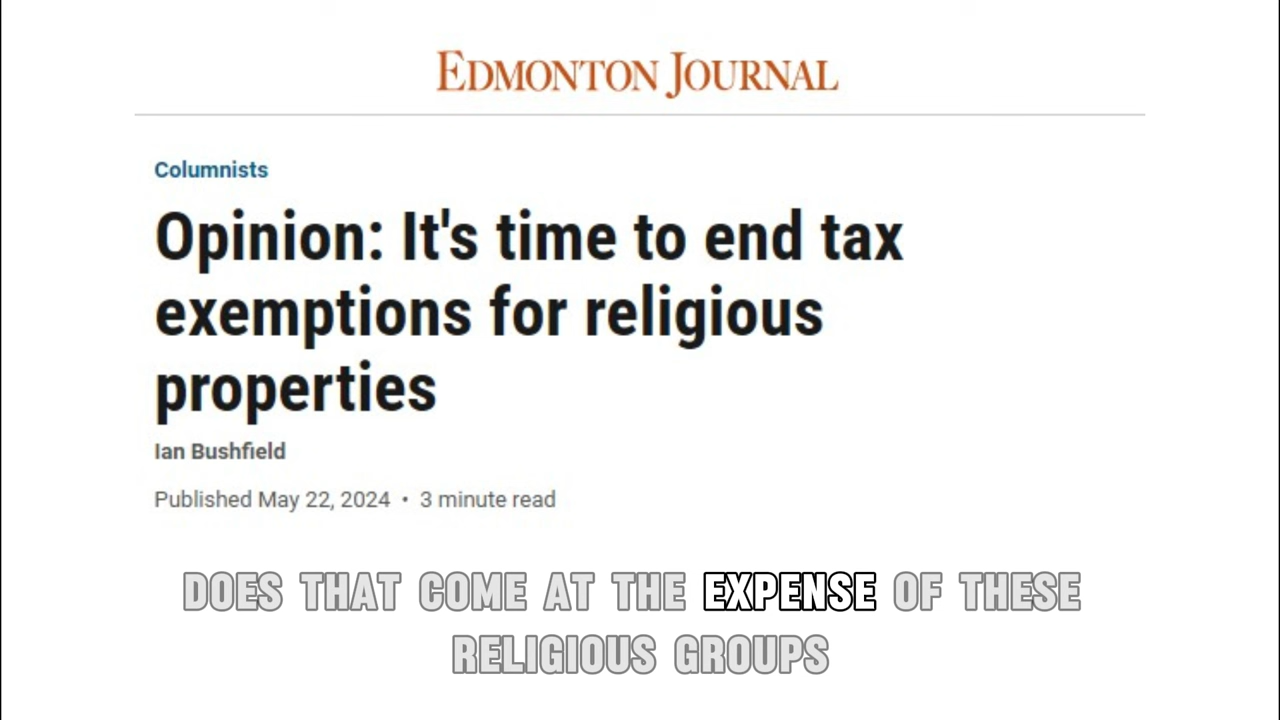 EDMONTON JOURNAL
Columnists
Opinion: It's time to end tax
exemptions for religious
properties
Ian Bushfield
Published May 22, 2024 • 3 minute read
DOES THAT COME AT THE EXPENSE OF THESE
RELIGIOUS GROUPS